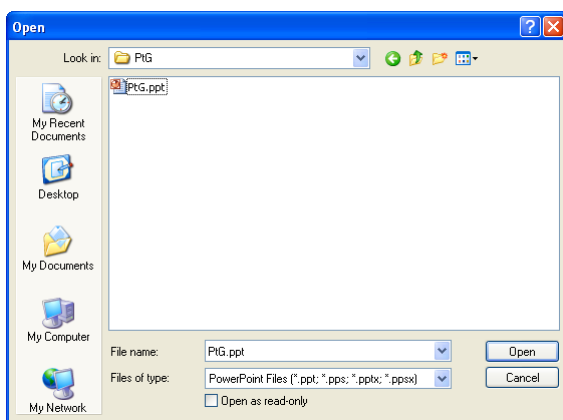 Open
Look in: PtG
PtG.ppt
My Recent
Documents
Desktop
My Documents
My Computer
My Network
File name: PtG.ppt Open
Files of type: PowerPoint Files (*.ppt; *.pps; *.pptx; *.ppsx) Cancel
Open as read-only